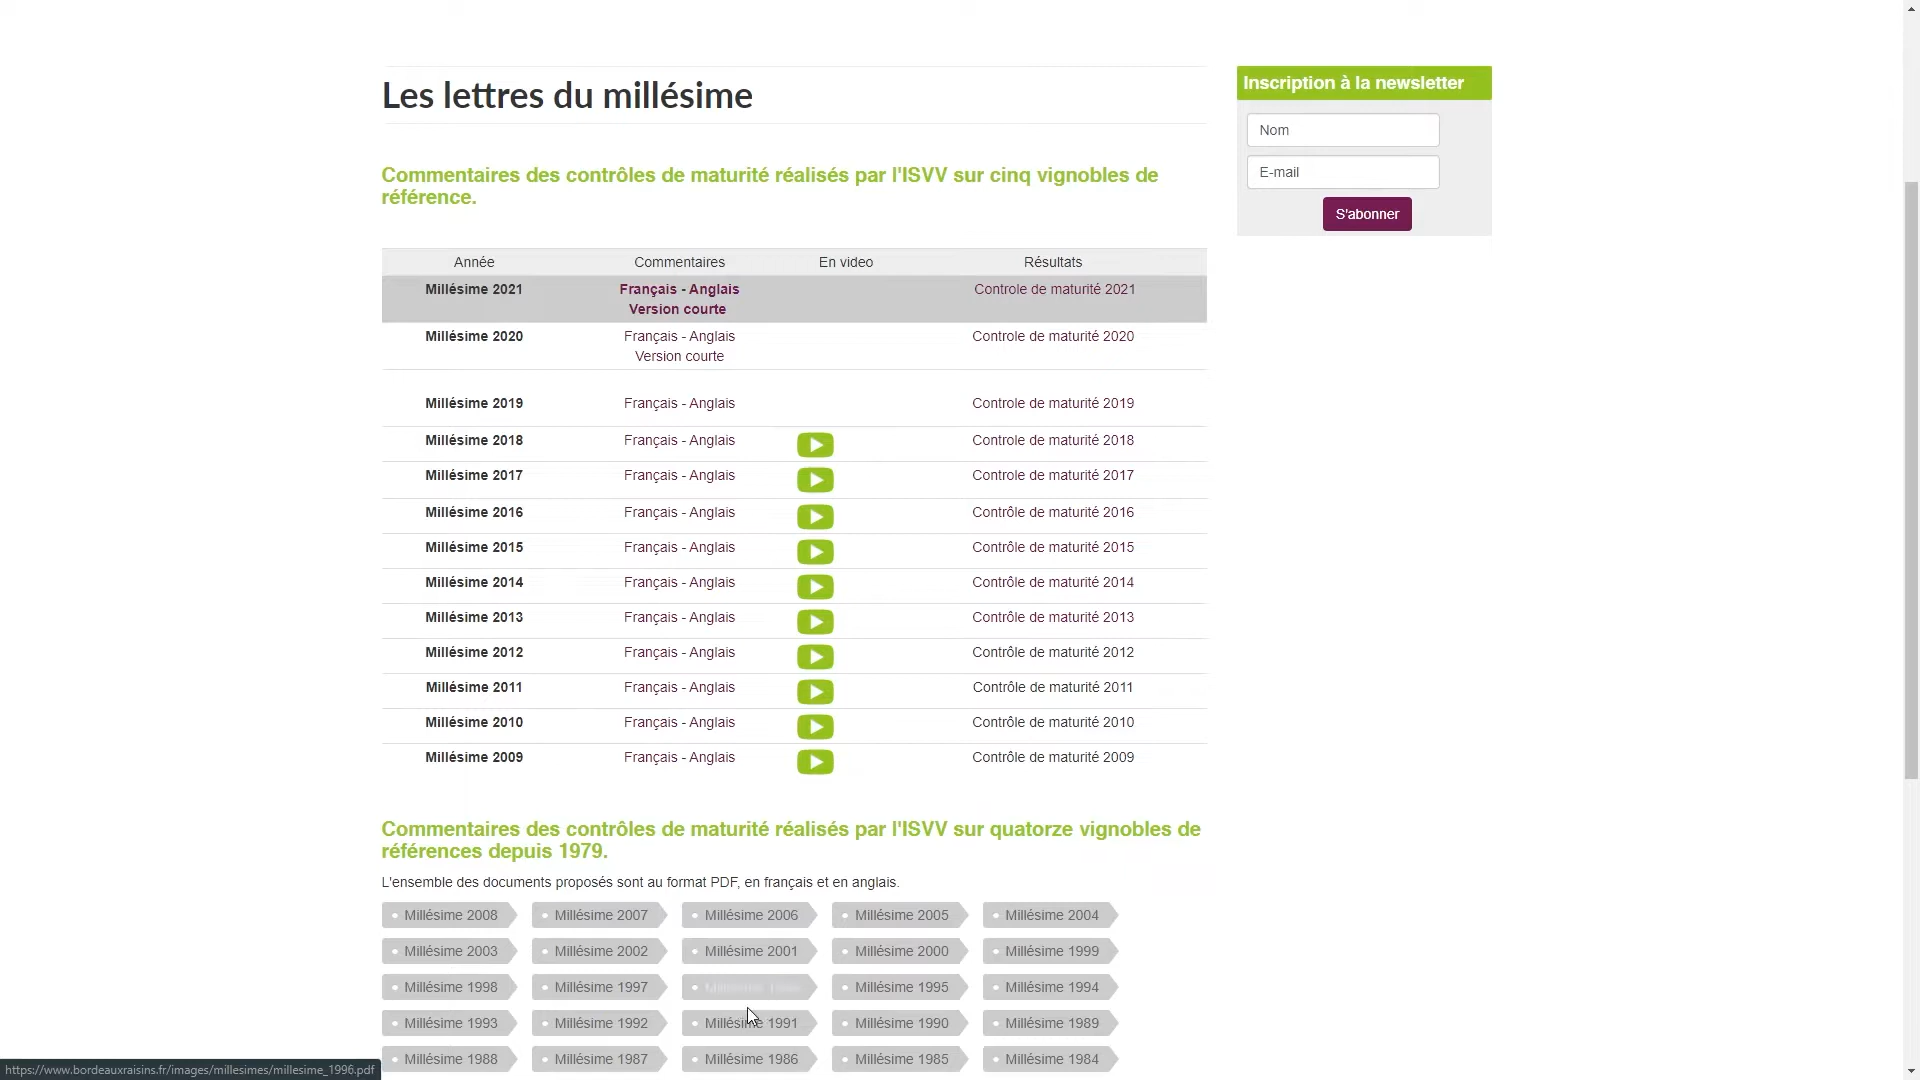 Les lettres du millésime
Inscription à la newsletter
Nom
E-mail
S'abonner
Commentaires des contrôles de maturité réalisés par l'ISVV sur cinq vignobles de
référence.
Année Commentaires En video Résultats
Millésime 2021 Français - Anglais Controle de maturité 2021
Version courte
Millésime 2020 Français - Anglais Controle de maturité 2020
Version courte
Millésime 2019 Français - Anglais Controle de maturité 2019
Millésime 2018 Français - Anglais Controle de maturité 2018
Millésime 2017 Français - Anglais Controle de maturité 2017
Millésime 2016 Français - Anglais Contrôle de maturité 2016
Millésime 2015 Français - Anglais Contrôle de maturité 2015
Millésime 2014 Français - Anglais Contrôle de maturité 2014
Millésime 2013 Français - Anglais Contrôle de maturité 2013
Millésime 2012 Français - Anglais Contrôle de maturité 2012
Millésime 2011 Français - Anglais Contrôle de maturité 2011
Millésime 2010 Français - Anglais Contrôle de maturité 2010
Millésime 2009 Français - Anglais Contrôle de maturité 2009
Commentaires des contrôles de maturité réalisés par l'ISVV sur quatorze vignobles de
références depuis 1979.
L'ensemble des documents proposés sont au format PDF, en français et en anglais.
Millésime 2008 Millésime 2007 Millésime 2006 Millésime 2005 Millésime 2004
Millésime 2003 Millésime 2002 Millésime 2001 Millésime 2000 Millésime 1999
Millésime 1998 Millésime 1997 Millésime 1995 Millésime 1994
Millésime 1993 Millésime 1992 Millésime 1991 Millésime 1990 Millésime 1989
Millésime 1988 Millésime 1987 Millésime 1986 Millésime 1985 Millésime 1984
https://www.bordeauxraisins.fr/images/millesimes/millesime_1996.pdf